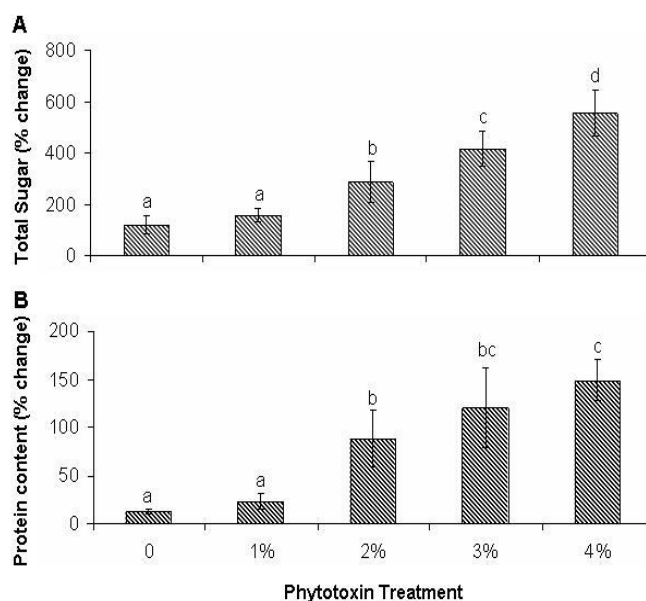 A
Total Sugar (% change)
800
600
400
200
0
a
a
b
c
d
B
Protein content (% change)
200
150
100
50
0
a
a
b
bc
c
0 1% 2% 3% 4%
Phytotoxin Treatment